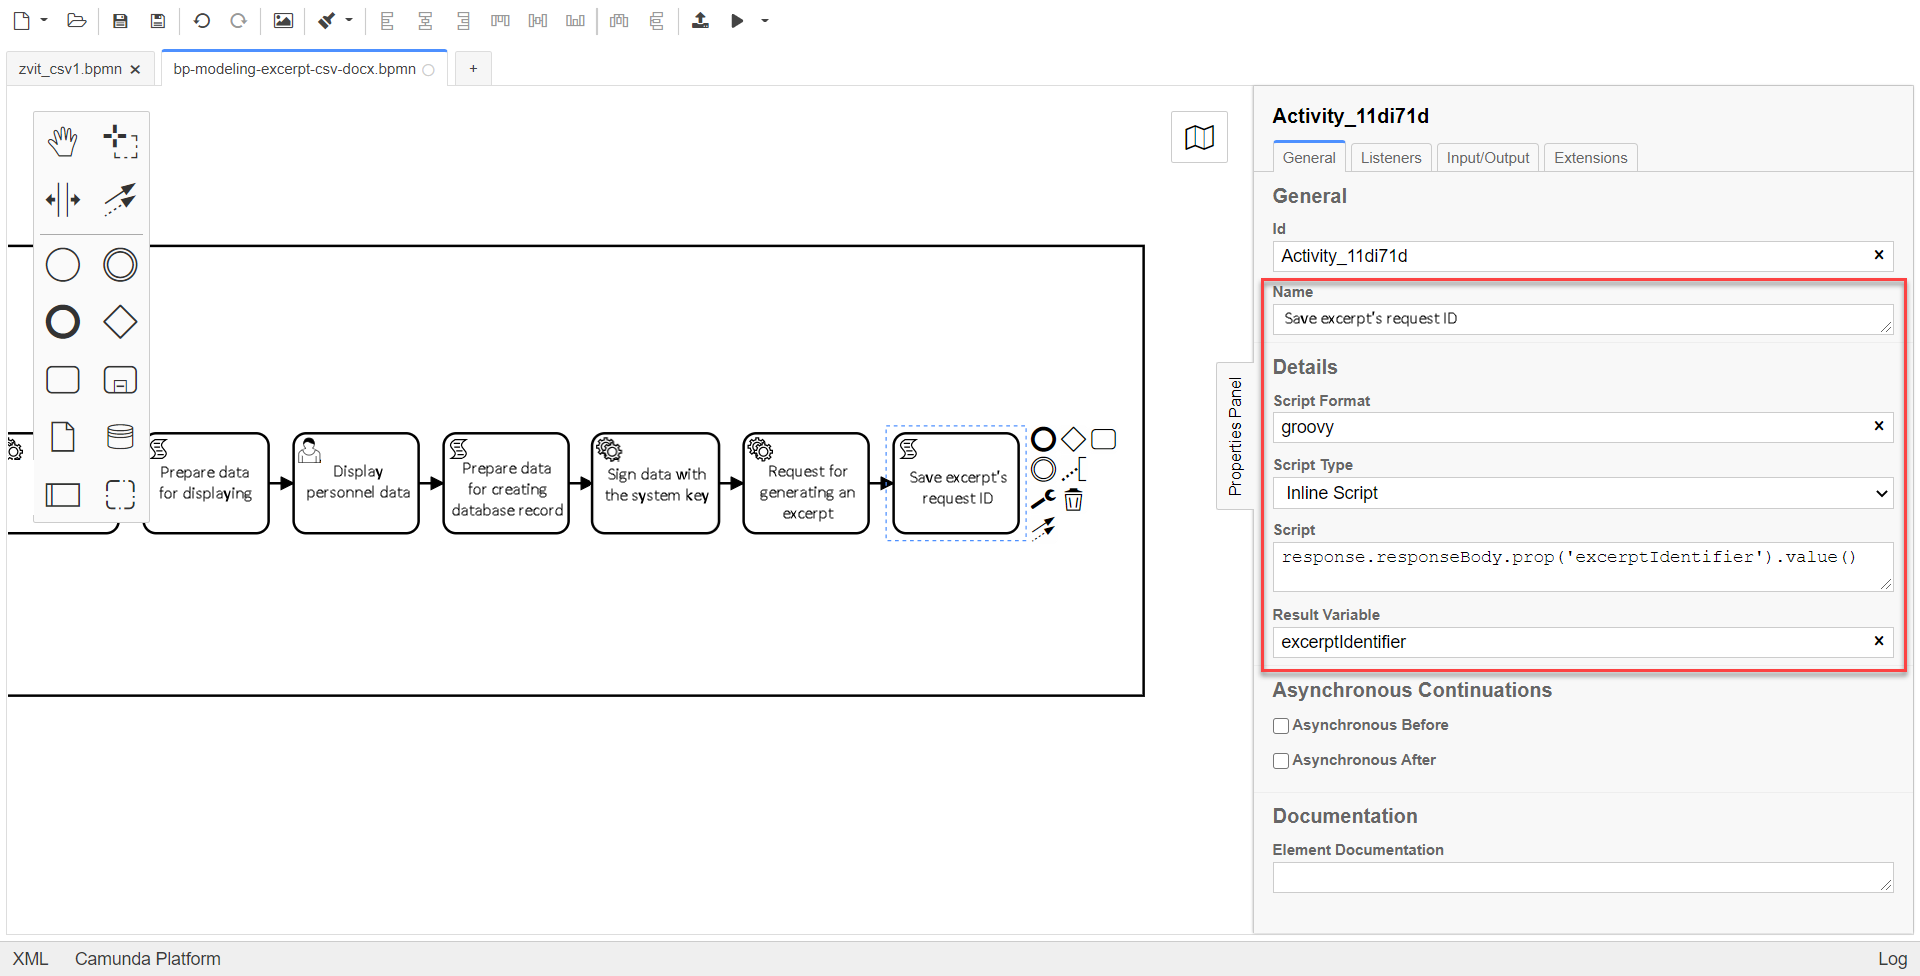 zvit_csv1.bpmn
bp-modeling-excerpt-csv-docx.bpmn
+
Prepare data
for displaying
Display
personnel data
Prepare data
for creating
database record
Sign data with
the system key
Request for
generating an
excerpt
Save excerpt's
request ID
Properties Panel
Activity_11di71d
General
Listeners
Input/Output
Extensions
General
Id
Activity_11di71d
Name
Save excerpt's request ID
Details
Script Format
groovy
Script Type
Inline Script
Script
response.responseBody.prop('excerptIdentifier').value()
Result Variable
excerptIdentifier
Asynchronous Continuations
Asynchronous Before
Asynchronous After
Documentation
Element Documentation
XML
Camunda Platform
Log